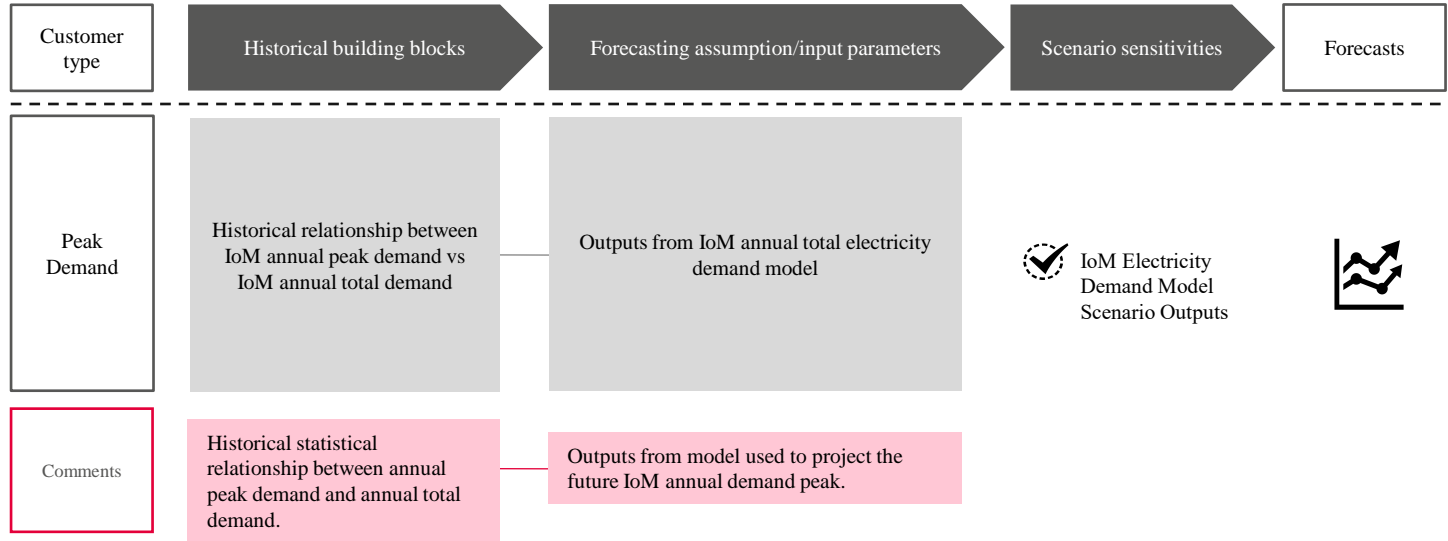 Customer
type
Historical building blocks
Forecasting assumption/input parameters
Scenario sensitivities
Forecasts
Peak
Demand
Historical relationship between
IoM annual peak demand vs
IoM annual total demand
Outputs from IoM annual total electricity
demand model
IoM Electricity
Demand Model
Scenario Outputs
Comments
Historical statistical
relationship between annual
peak demand and annual total
demand.
Outputs from model used to project the
future IoM annual demand peak.